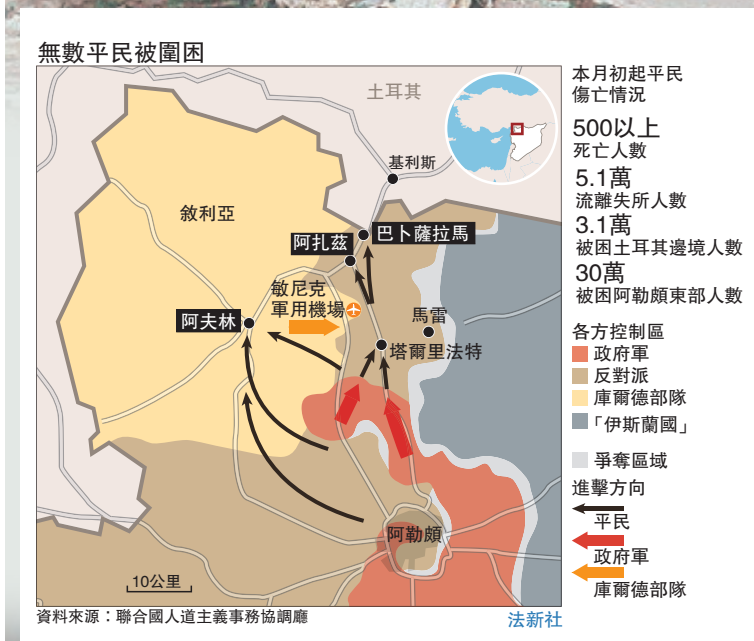 無數平民被圍困
土耳其
基利斯
敘利亞
巴卜薩拉馬
阿扎茲
敏尼克
軍用機場
阿夫林
馬雷
塔爾里法特
阿勒頗
10公里
資料來源：聯合國人道主義事務協調廳
法新社
本月初起平民
傷亡情況
500以上
死亡人數
5.1萬
流離失所人數
3.1萬
被困土耳其邊境人數
30萬
被困阿勒頗東部人數
各方控制區
政府軍
反對派
庫爾德部隊
「伊斯蘭國」
爭奪區域
進擊方向
平民
政府軍
庫爾德部隊